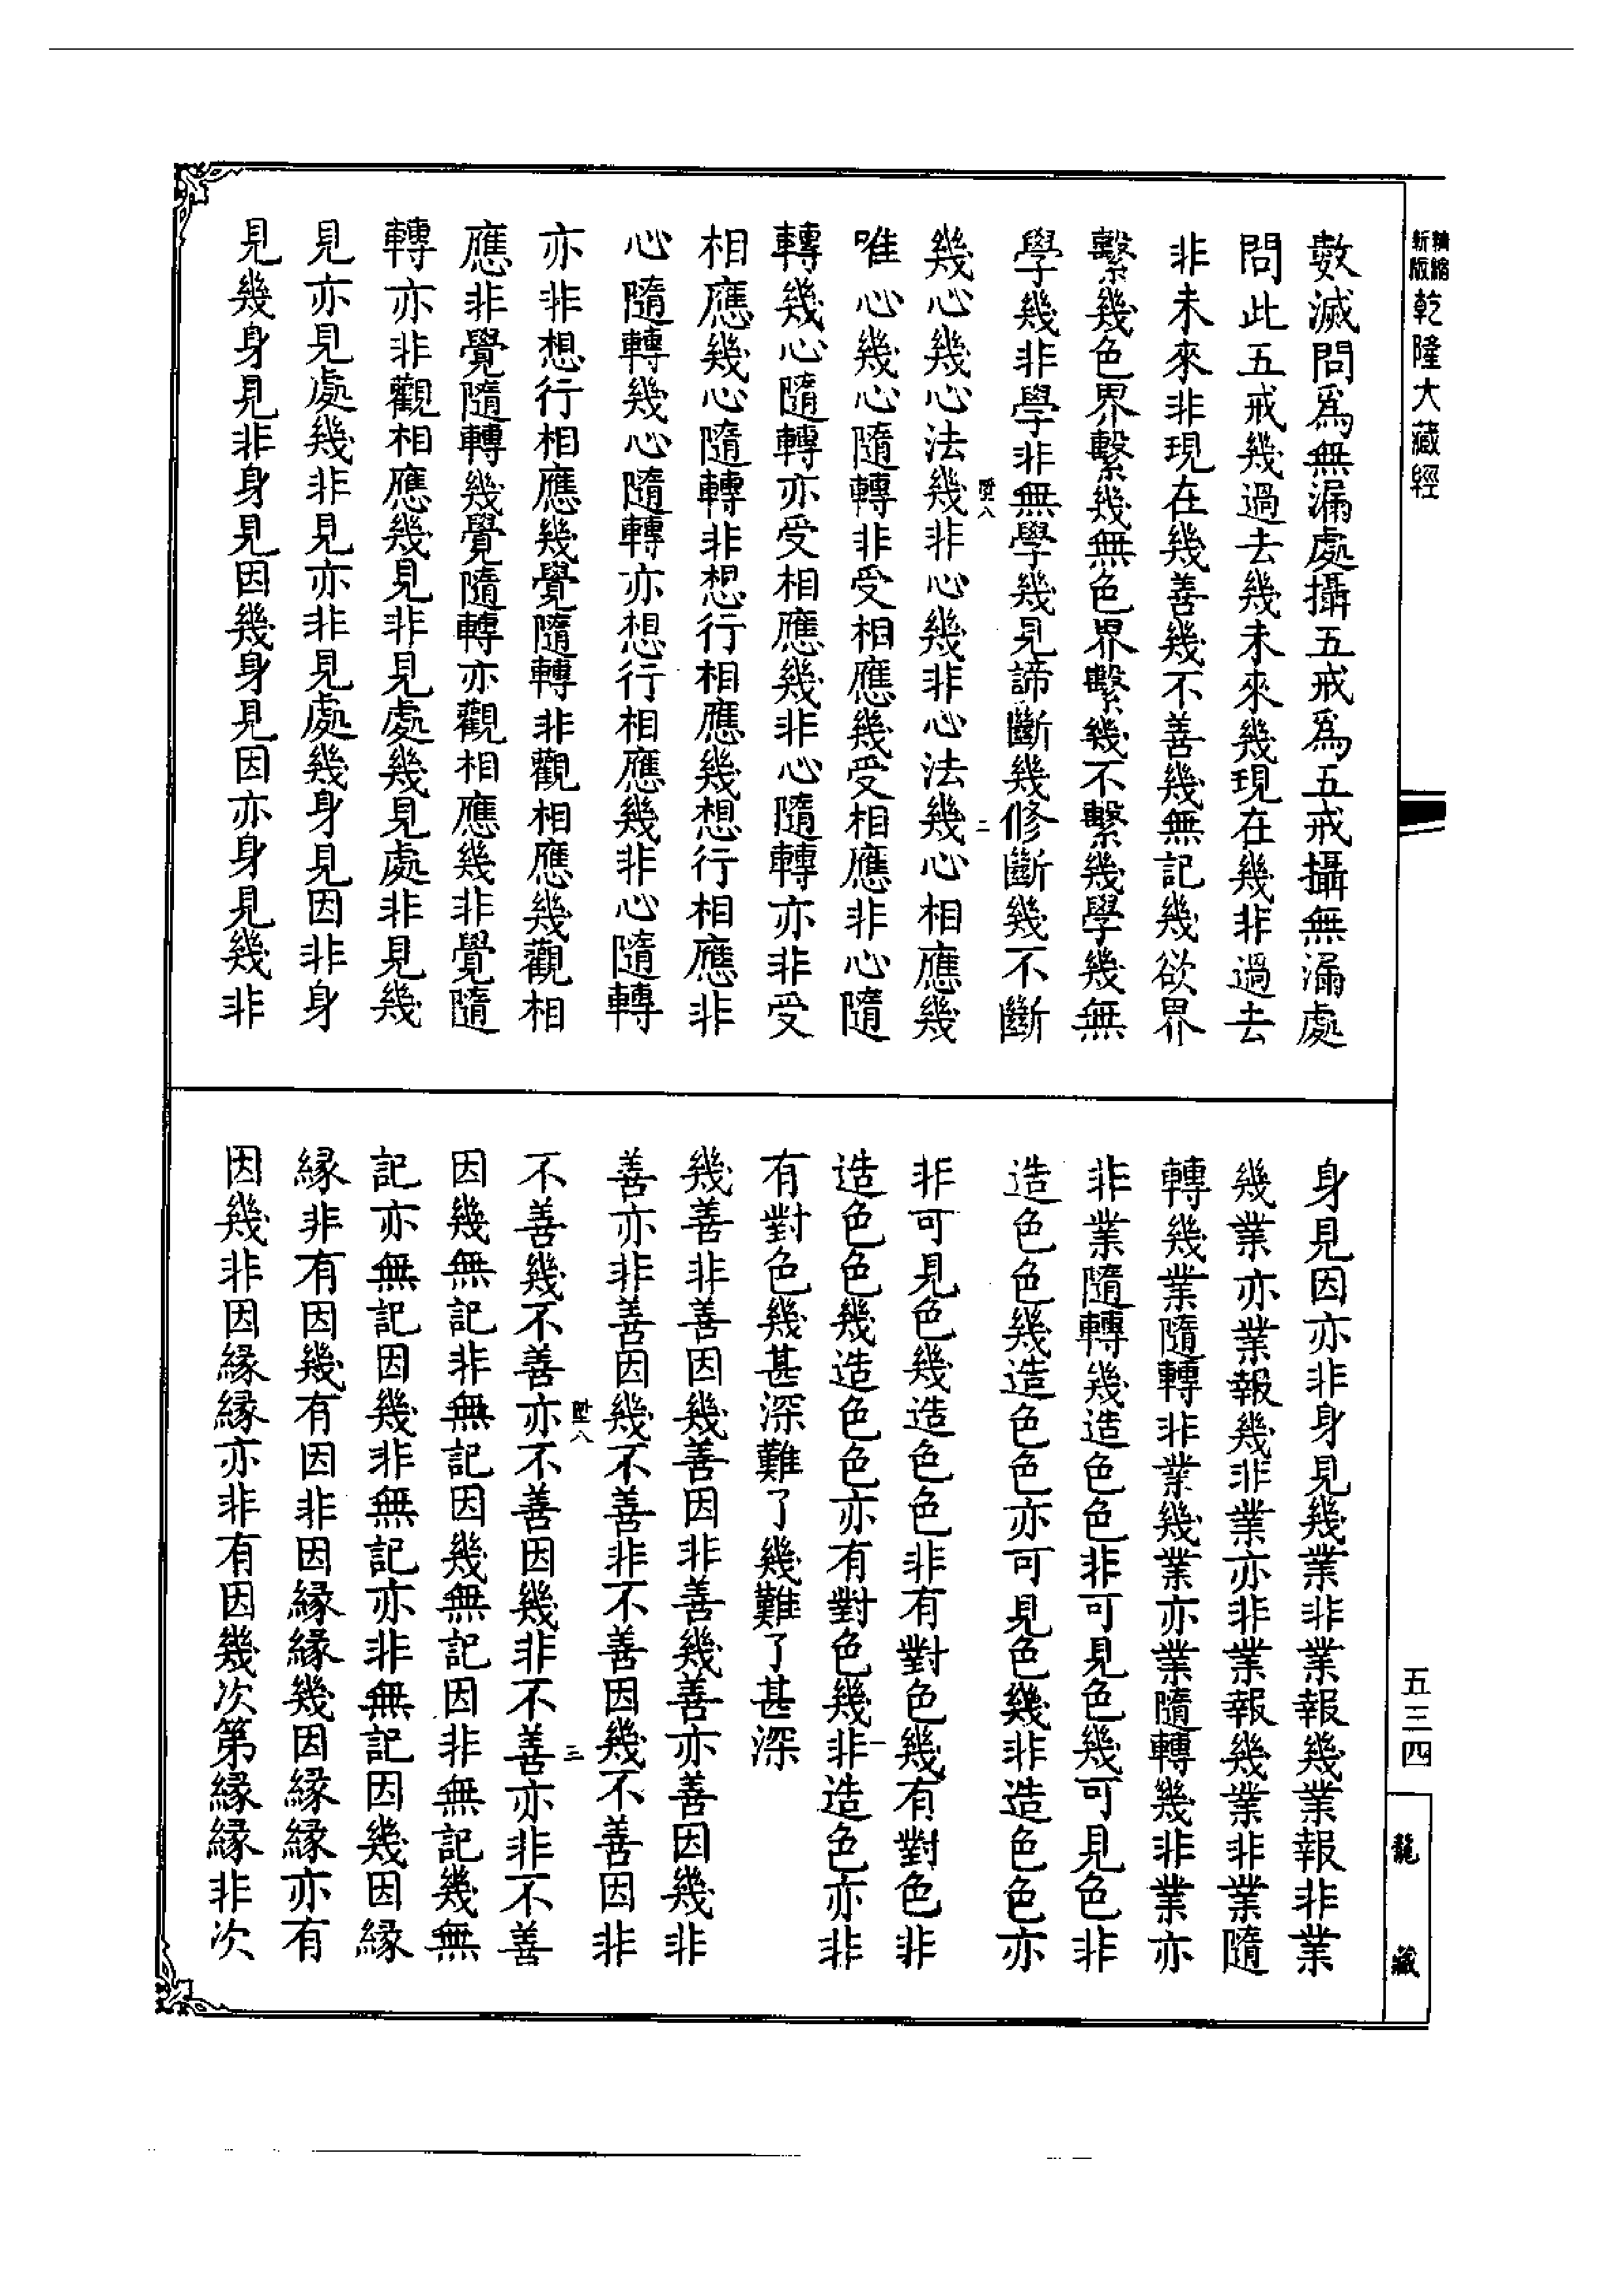 精縮新版乾隆大藏經
數滅問爲無漏處攝五戒爲五戒攝無漏處
問此五戒幾過去幾未來幾現在幾非過去
非未來非現在幾善幾不善幾無記幾欲界
繫幾色界繫幾無色界繫幾不繫幾學幾無
學幾非學非無學幾見諦斷幾修斷幾不斷
二
幾心幾心法幾非心幾非心法幾心相應幾
唯心幾心隨轉非受相應幾受相應非心隨
轉幾心隨轉亦受相應幾非心隨轉亦非受
相應幾心隨轉非想行相應幾想行相應非
心隨轉幾心隨轉亦想行相應幾非心隨轉
亦非想行相應幾覺隨轉非觀相應幾觀相
應非覺隨轉幾覺隨轉亦觀相應幾非覺隨
轉亦非觀相應幾見非見處幾見處非見幾
見亦見處幾非見亦非見處幾身見因非身
見幾身見非身見因幾身見因亦身見幾非
身見因亦非身見幾業非業報幾業報非業
幾業亦業報幾非業亦非業報幾業非業隨
轉幾業隨轉非業幾業亦業隨轉幾非業亦
非業隨轉幾造色色非可見色幾可見色非
造色色幾造色色亦可見色幾非造色色亦
非可見色幾造色色非有對色幾有對色非
造色色幾造色色亦有對色幾非造色亦非
有對色幾甚深難了幾難了甚深
幾善非善因幾善因非善幾善亦善因幾非
善亦非善因幾不善非不善因幾不善因非
八
三
不善幾不善亦不善因幾非不善亦非不善
因幾無記非無記因幾無記因非無記幾無
記亦無記因幾非無記亦非無記因幾因緣
緣非有因幾有因非因緣緣幾因緣緣亦有
因幾非因緣緣亦非有因幾次第緣緣非次
五三四
龍藏